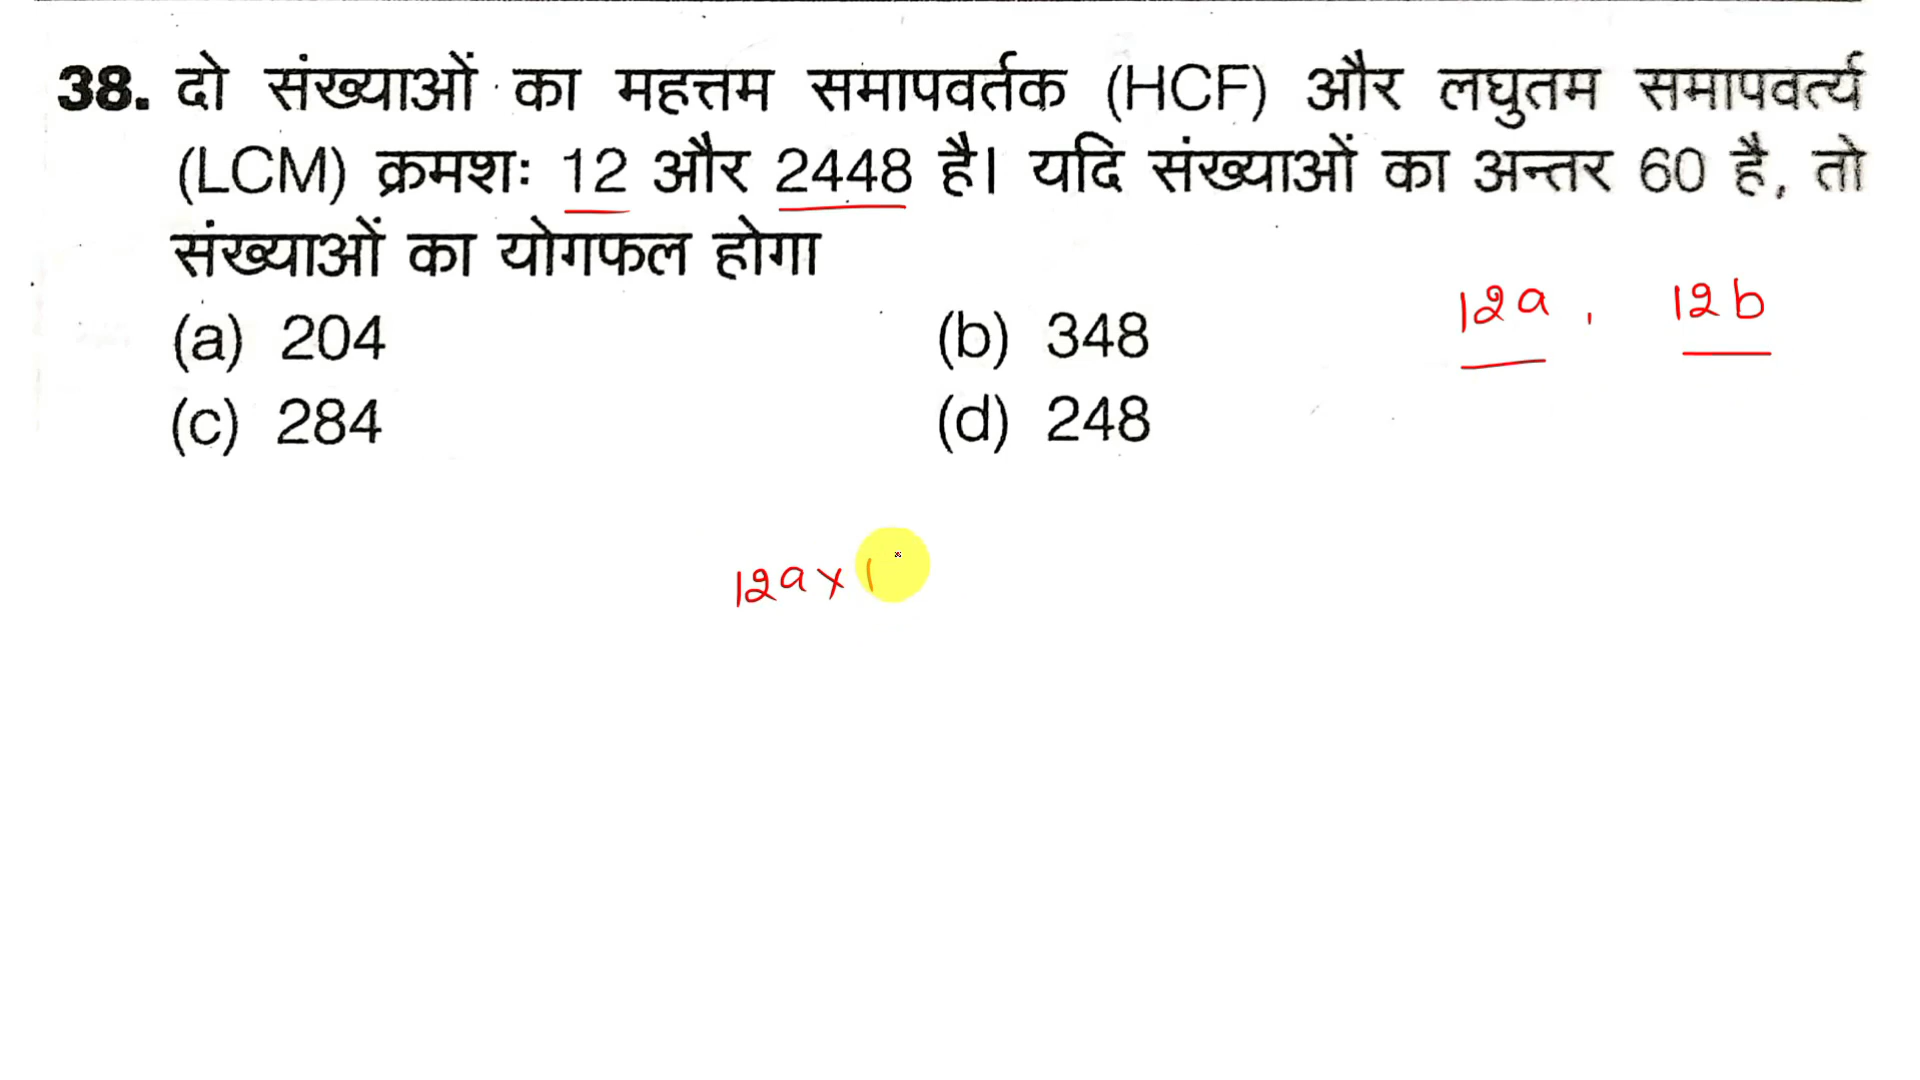 38. दो संख्याओं का महत्तम समापवर्तक (HCF) और लघुतम समापवर्त्य
(LCM) क्रमशः 12 और 2448 है। यदि संख्याओं का अन्तर 60 है, तो
संख्याओं का योगफल होगा
(a) 204 (b) 348
(c) 284 (d) 248
12a , 12b
12a x 1